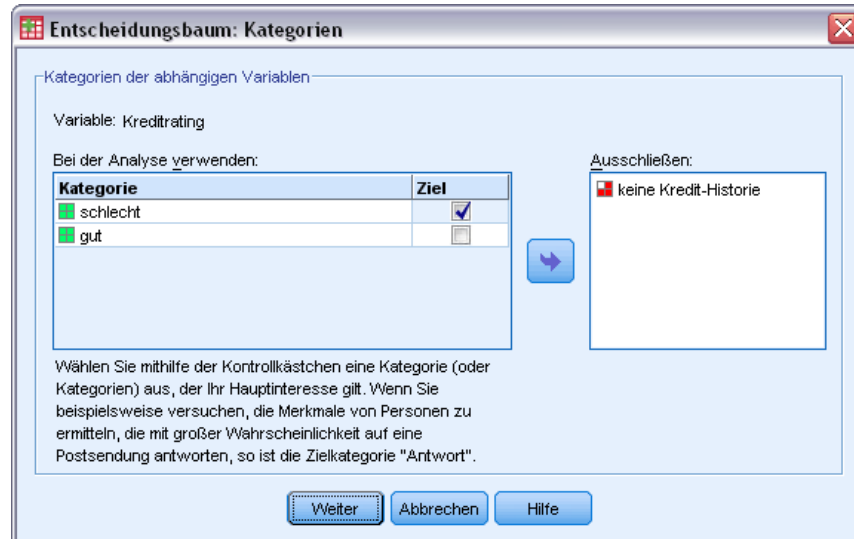 Entscheidungsbaum: Kategorien
Kategorien der abhängigen Variablen
Variable: Kreditrating
Bei der Analyse verwenden:
Kategorie Ziel
schlecht
gut
Ausschließen:
keine Kredit-Historie
Wählen Sie mithilfe der Kontrollkästchen eine Kategorie (oder
Kategorien) aus, der Ihr Hauptinteresse gilt. Wenn Sie
beispielsweise versuchen, die Merkmale von Personen zu
ermitteln, die mit großer Wahrscheinlichkeit auf eine
Postsendung antworten, so ist die Zielkategorie "Antwort".
Weiter Abbrechen Hilfe